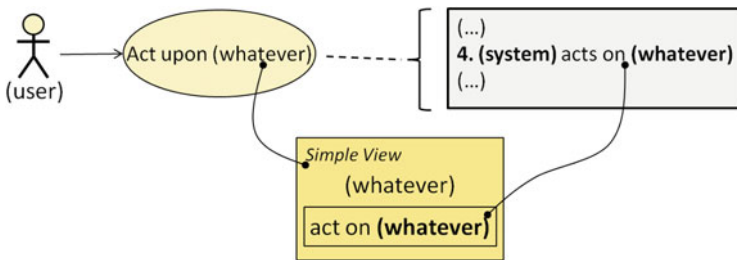 (user)
Act upon (whatever)
(...)
4. (system) acts on (whatever)
(...)
Simple View
(whatever)
act on (whatever)